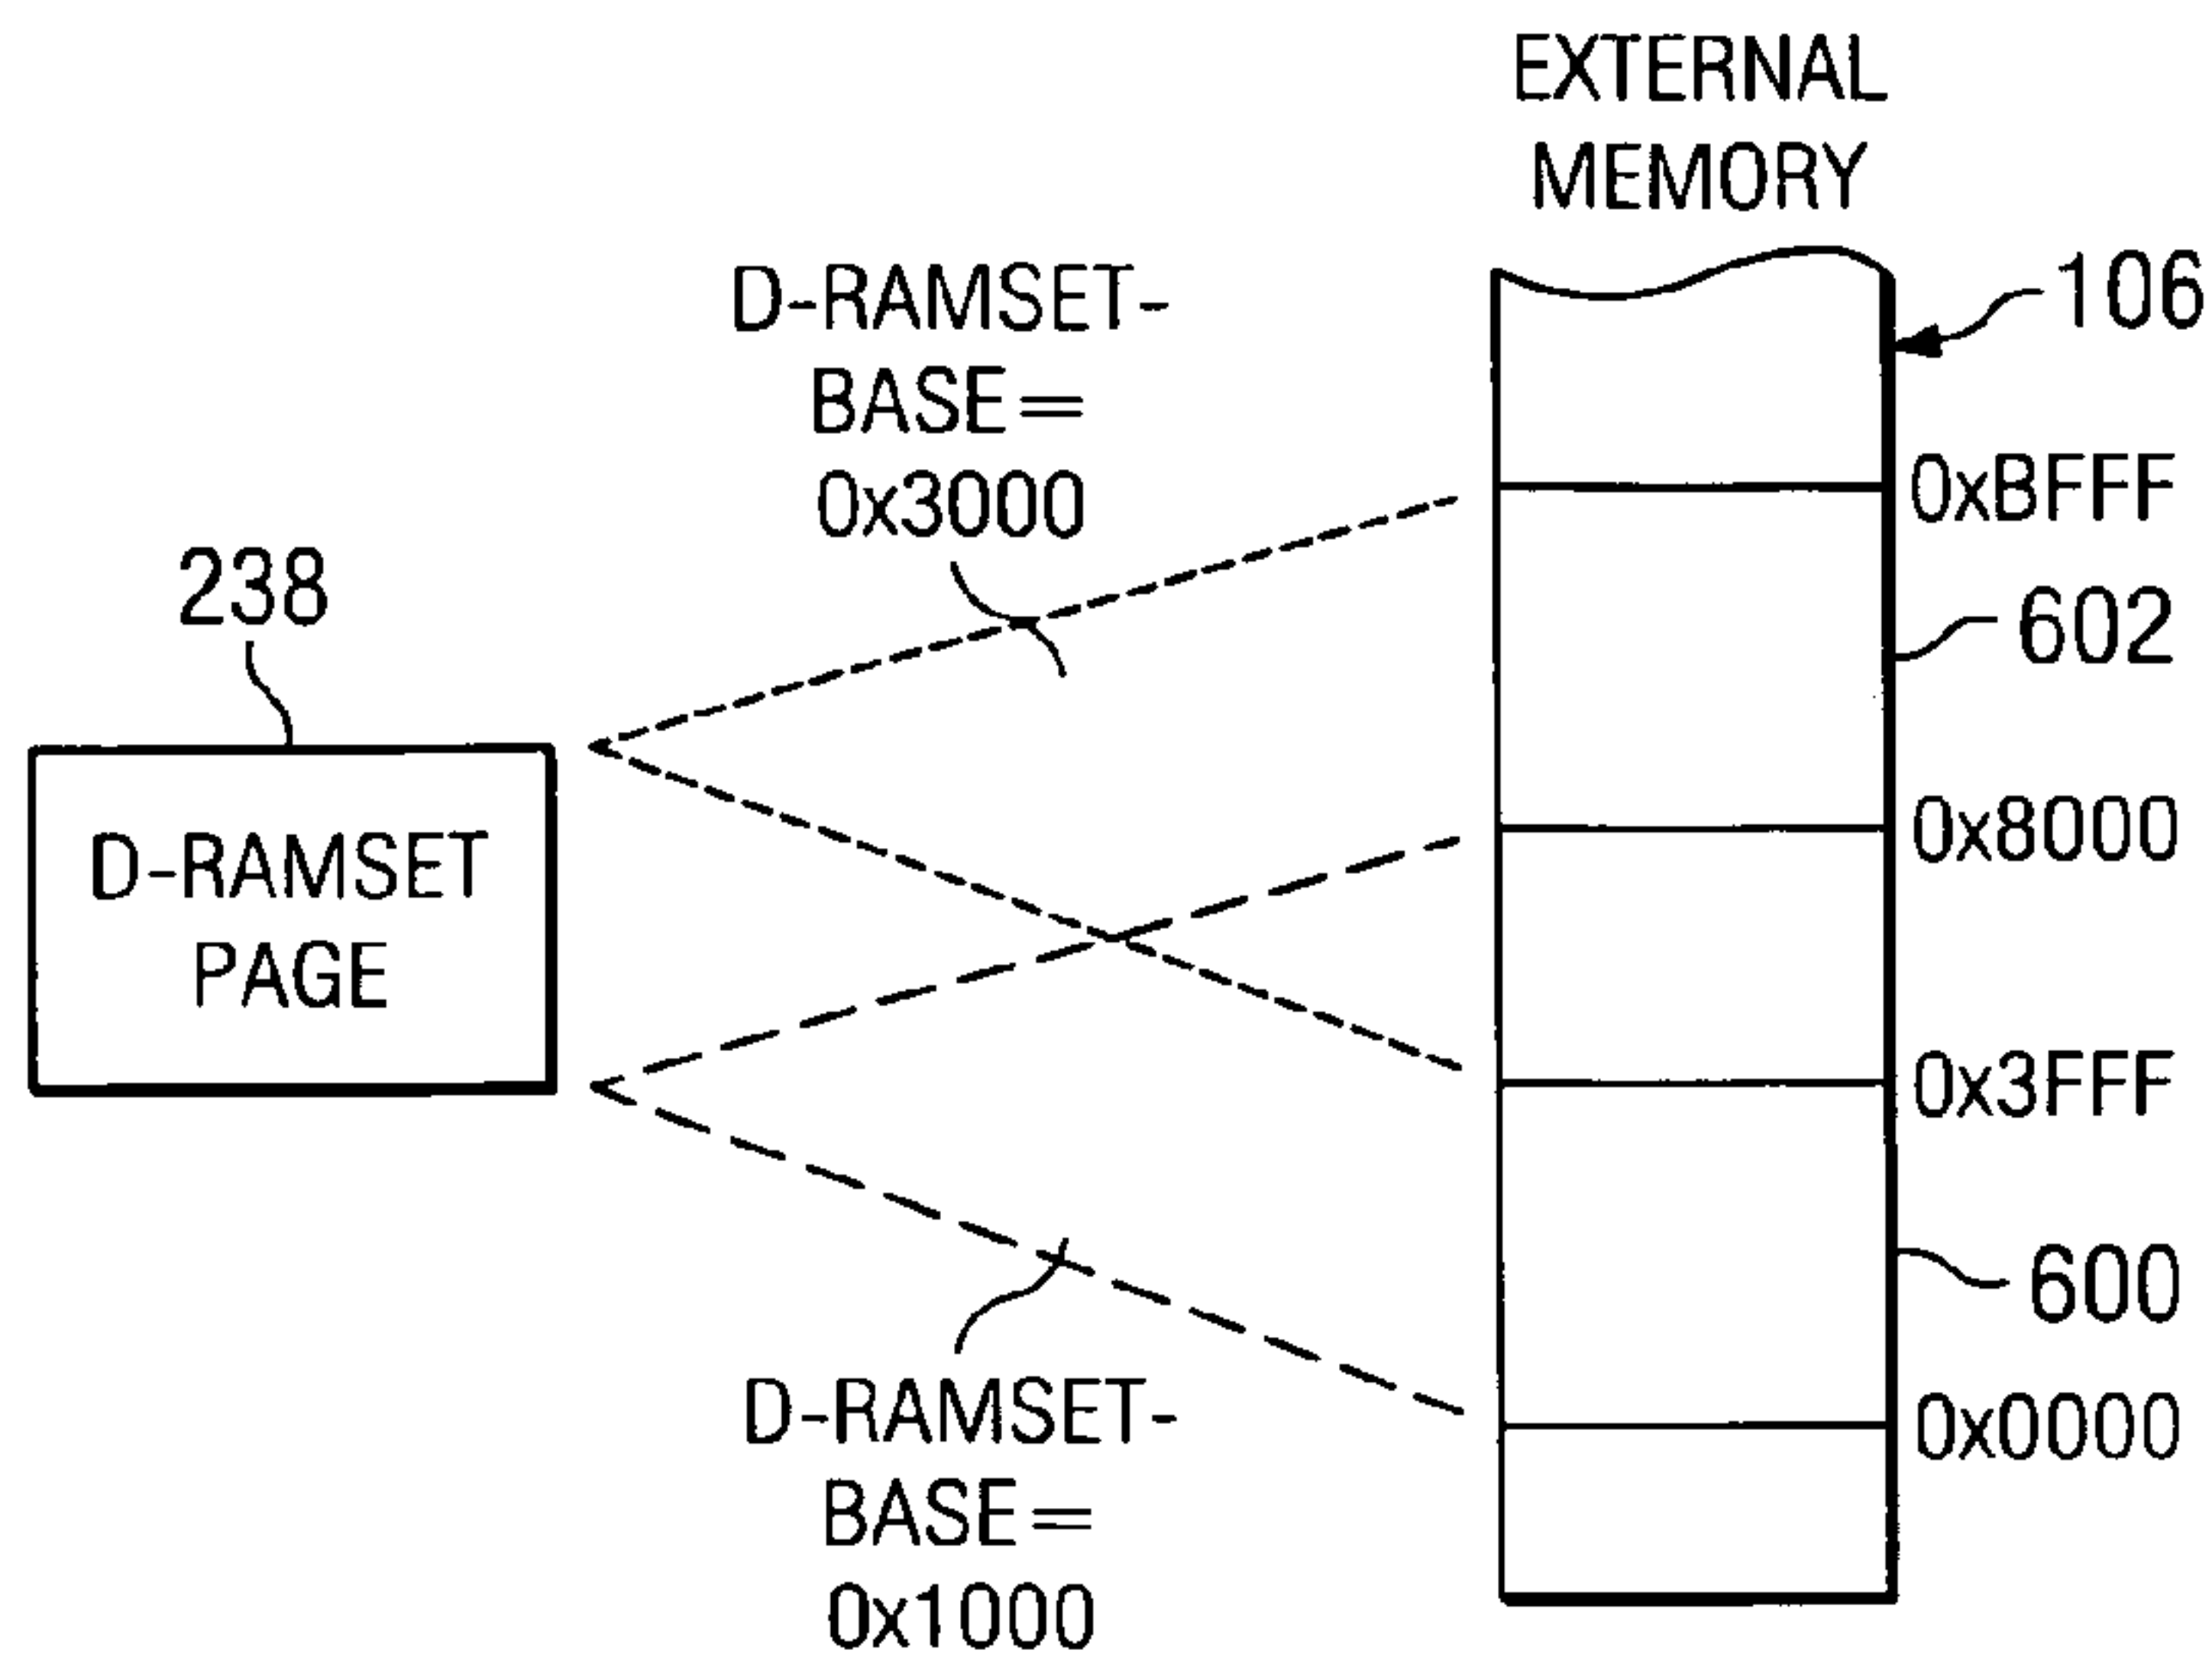 EXTERNAL
MEMORY
106
D-RAMSET-
BASE=
0x3000
0xBFFF
238
602
D-RAMSET
PAGE
0x8000
0x3FFF
600
D-RAMSET-
BASE=
0x1000
0x0000